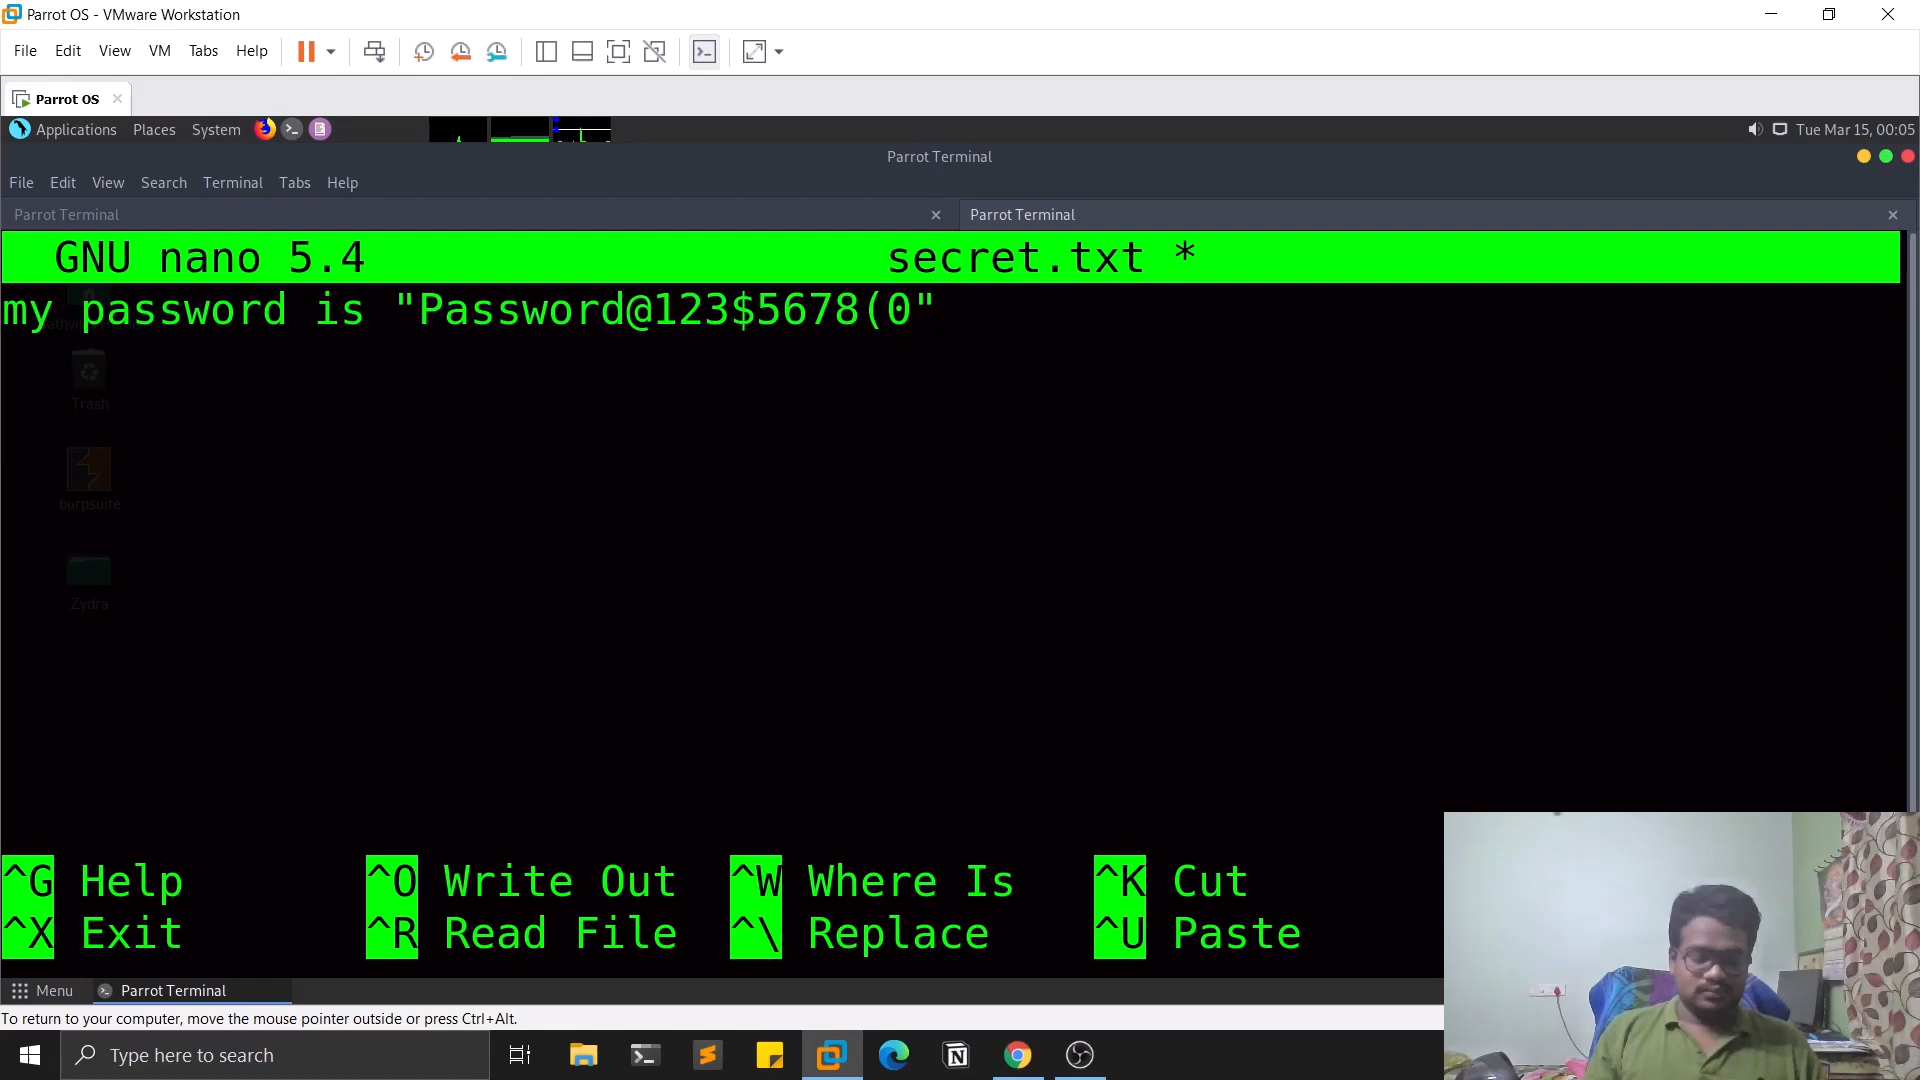 Parrot OS - VMware Workstation
File Edit View VM Tabs Help
Parrot OS
Applications Places System Tue Mar 15, 00:05
Parrot Terminal
File Edit View Search Terminal Tabs Help
Parrot Terminal Parrot Terminal
GNU nano 5.4 secret.txt *
my password is "Password@123$5678(0"
Trash
burpsuite
Zydra
^G Help ^O Write Out ^W Where Is ^K Cut
^X Exit ^R Read File ^\ Replace ^U Paste
Menu Parrot Terminal
To return to your computer, move the mouse pointer outside or press Ctrl+Alt.
Type here to search